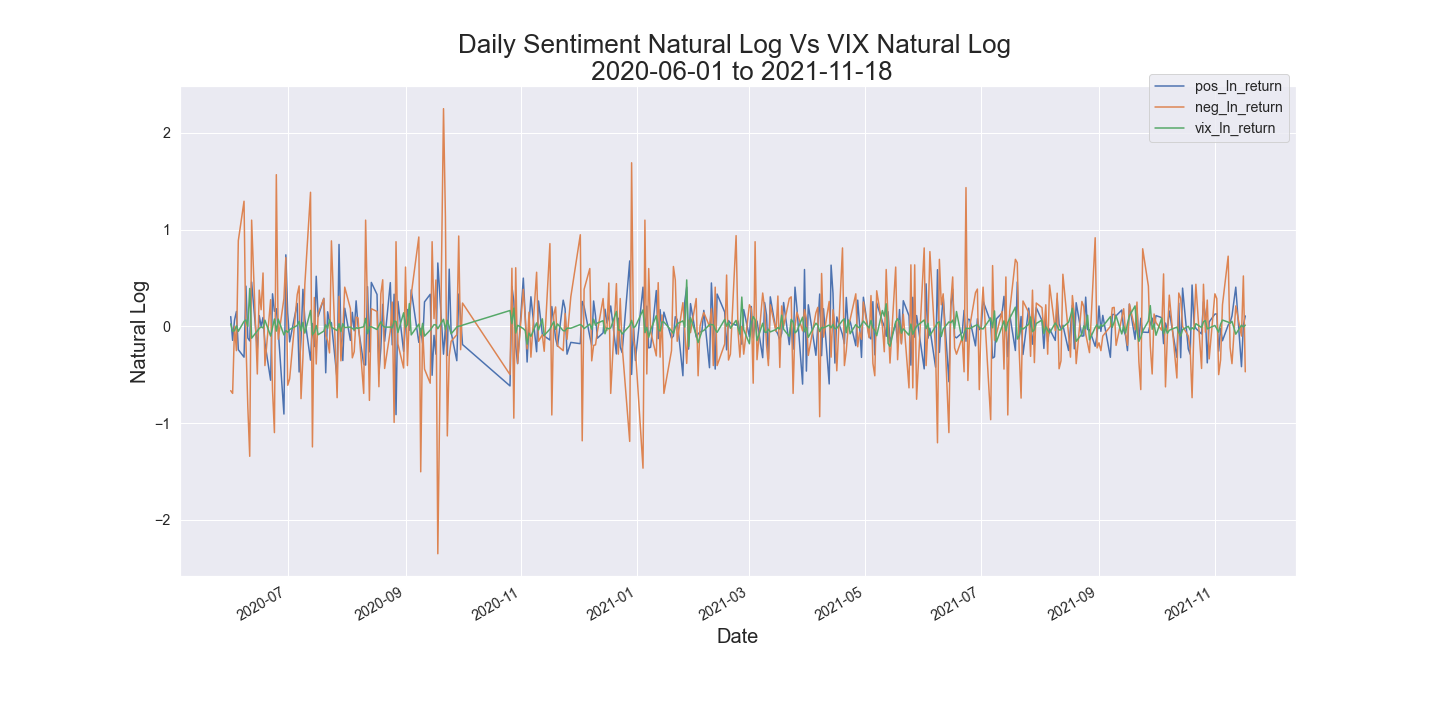 Daily Sentiment Natural Log Vs VIX Natural Log
2020-06-01 to 2021-11-18
pos_ln_return
neg_ln_return
vix_ln_return
Natural Log
2
1
0
−1
−2
2020-07
2020-09
2020-11
2021-01
2021-03
2021-05
2021-07
2021-09
2021-11
Date